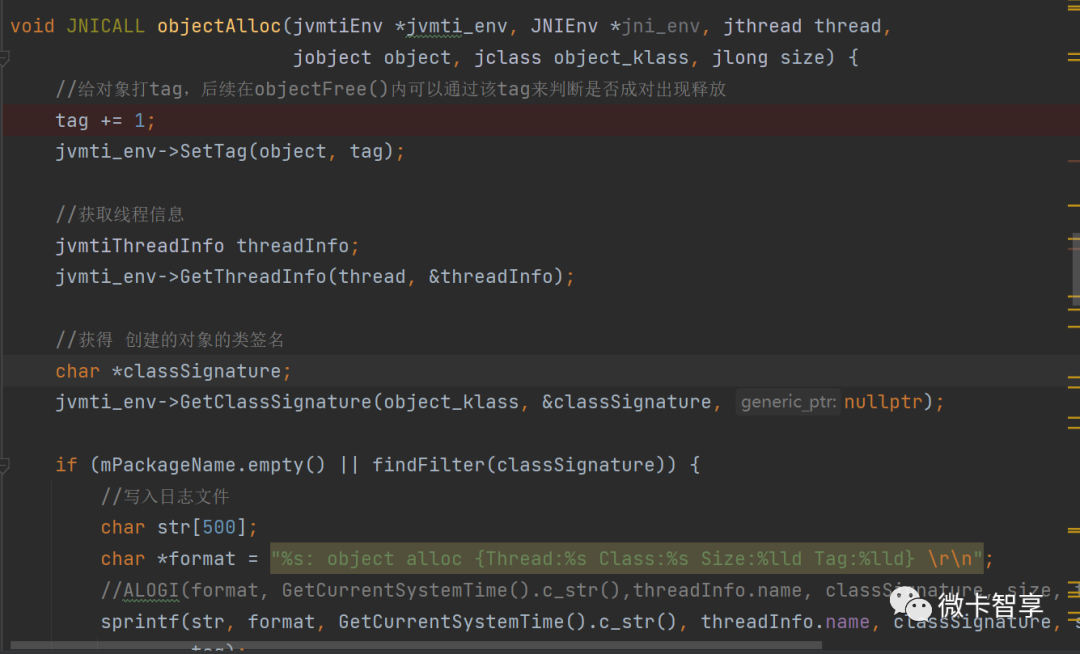 void JNICALL objectAlloc(jvmtiEnv *jvmti_env, JNIEnv *jni_env, jthread thread,
jobject object, jclass object_klass, jlong size) {
//给对象打tag，后续在objectFree()内可以通过该tag来判断是否成对出现释放
tag += 1;
jvmti_env->SetTag(object, tag);
//获取线程信息
jvmtiThreadInfo threadInfo;
jvmti_env->GetThreadInfo(thread, &threadInfo);
//获得 创建的对象的类签名
char *classSignature;
jvmti_env->GetClassSignature(object_klass, &classSignature, generic_ptr: nullptr);
if (mPackageName.empty() || findFilter(classSignature)) {
//写入日志文件
char str[500];
char *format = "%s: object alloc {Thread:%s Class:%s Size:%lld Tag:%lld} \r\n";
//ALOGI(format, GetCurrentSystemTime().c_str(),threadInfo.name, classSignature, size,
sprintf(str, format, GetCurrentSystemTime().c_str(), threadInfo.name, classSignature,
tag);
微卡智享